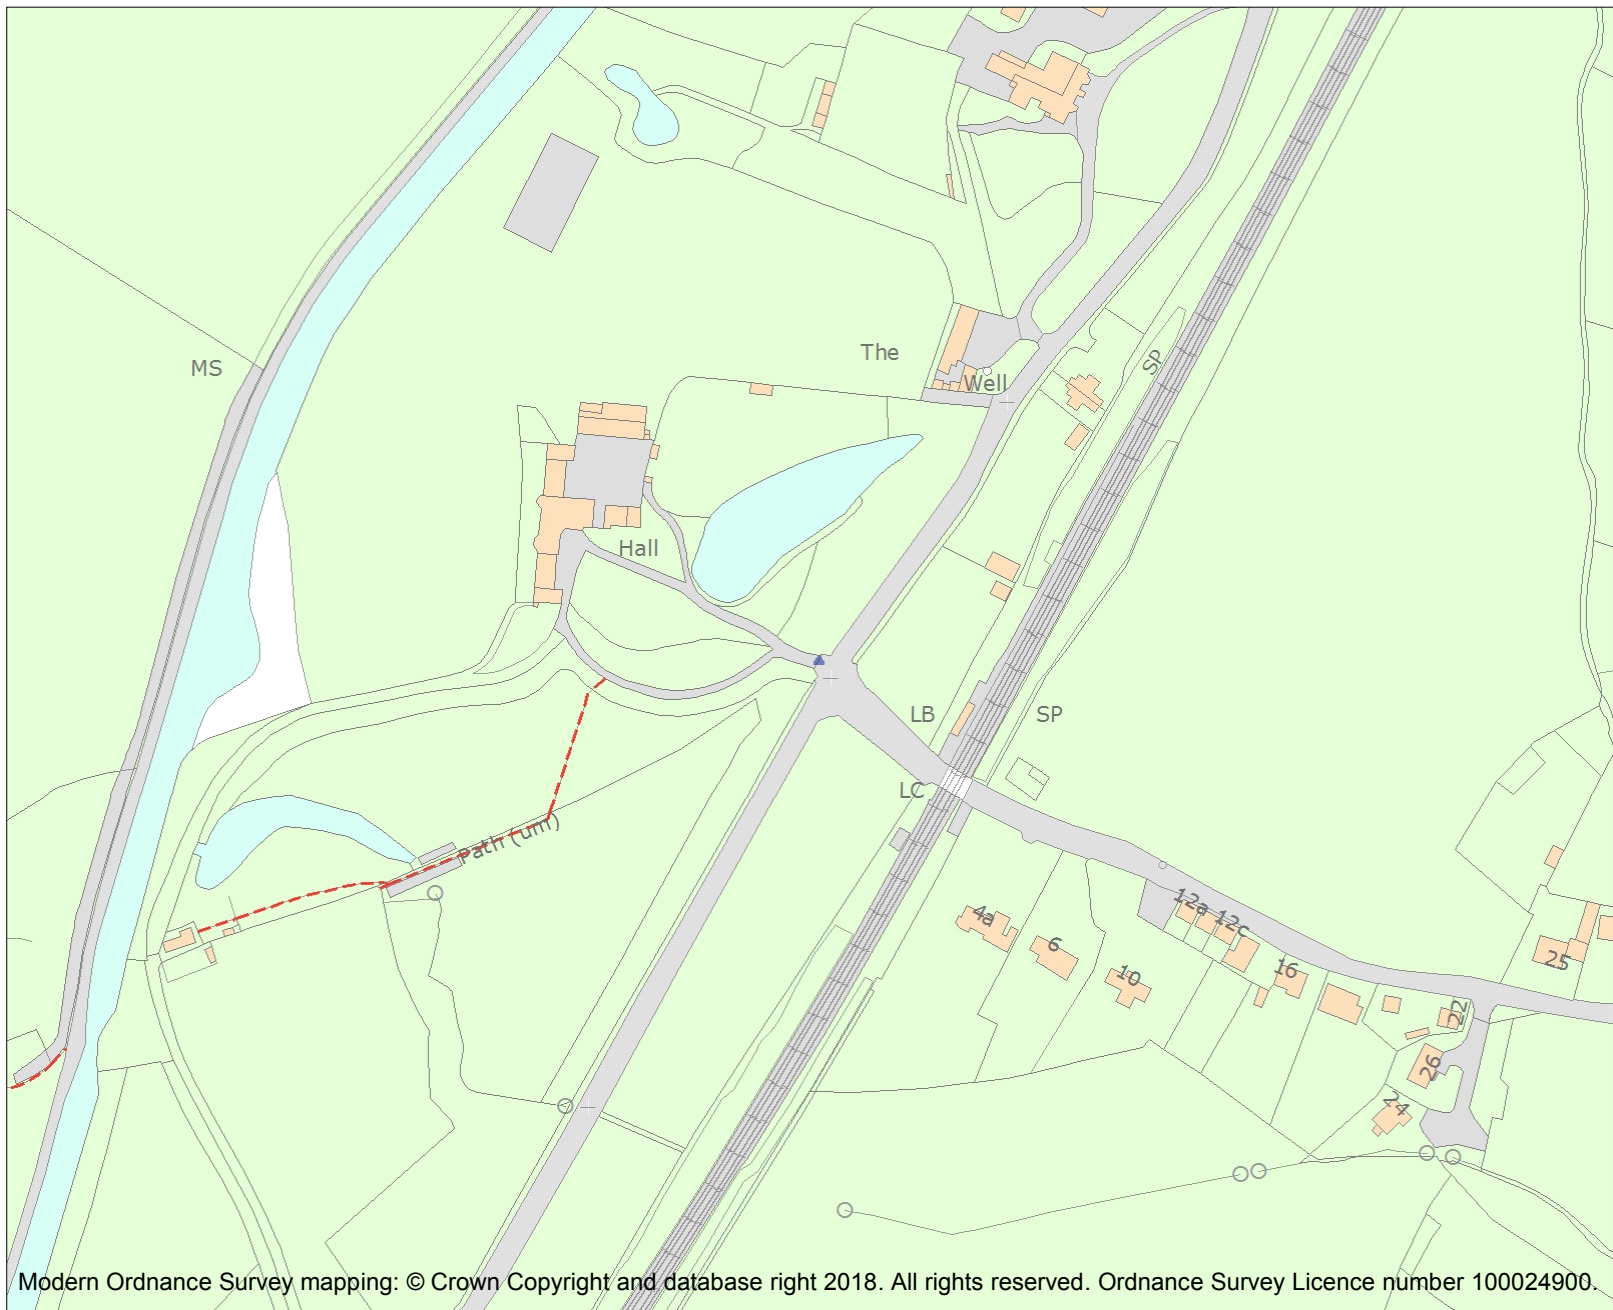 The
MS
SP
Well
Hall
LB
SP
LC
Path (um)
12a
12c
4a
6
10
16
25
22
26
24
Modern Ordnance Survey mapping: © Crown Copyright and database right 2018. All rights reserved. Ordnance Survey Licence number 100024900.